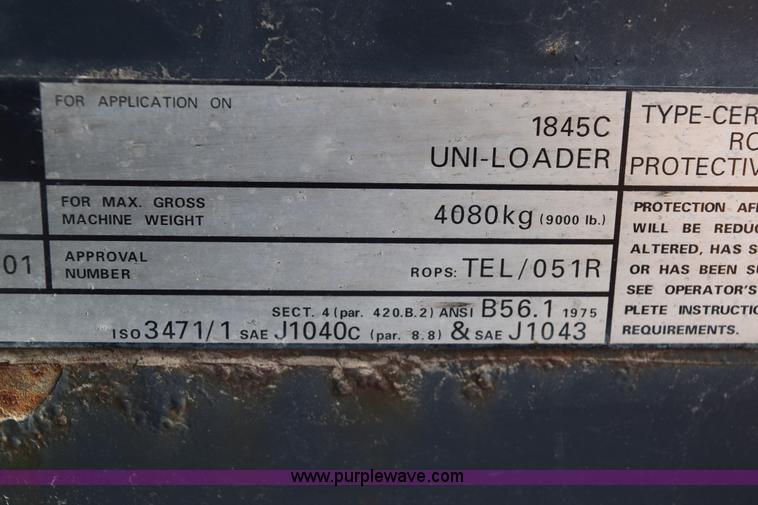 FOR APPLICATION ON
1845C
UNI-LOADER
FOR MAX. GROSS
MACHINE WEIGHT
4080kg (9000 lb.)
01
APPROVAL
NUMBER
ROPS: TEL/051R
SECT. 4 (par. 420.B.2) ANSI B56.1 1975
ISO 3471/1 SAE J1040c (par. 8.8) & SAE J1043
TYPE-CER
RO
PROTECTIV
PROTECTION AFF
WILL BE REDUC
ALTERED, HAS S
OR HAS BEEN SU
SEE OPERATOR'S
PLETE INSTRUCTIO
REQUIREMENTS.
www.purplewave.com